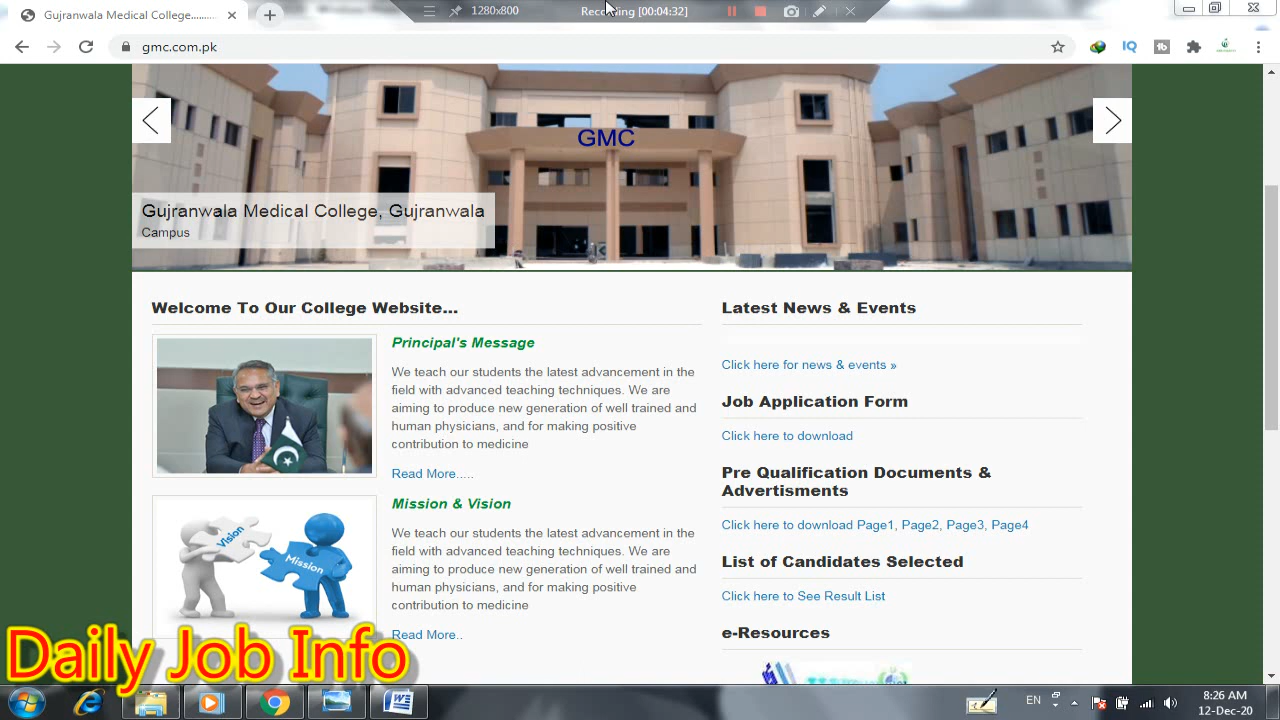 Gujranwala Medical College.........
1280x800
Recording [00:04:32]
gmc.com.pk
IQ
tb
GMC
Gujranwala Medical College, Gujranwala
Campus
Welcome To Our College Website...
Principal's Message
We teach our students the latest advancement in the
field with advanced teaching techniques. We are
aiming to produce new generation of well trained and
human physicians, and for making positive
contribution to medicine
Read More.....
Vision
Mission
Mission & Vision
We teach our students the latest advancement in the
field with advanced teaching techniques. We are
aiming to produce new generation of well trained and
human physicians, and for making positive
contribution to medicine
Read More..
Latest News & Events
Click here for news & events »
Job Application Form
Click here to download
Pre Qualification Documents &
Advertisments
Click here to download Page1, Page2, Page3, Page4
List of Candidates Selected
Click here to See Result List
e-Resources
Daily Job Info
EN
8:26 AM
12-Dec-20